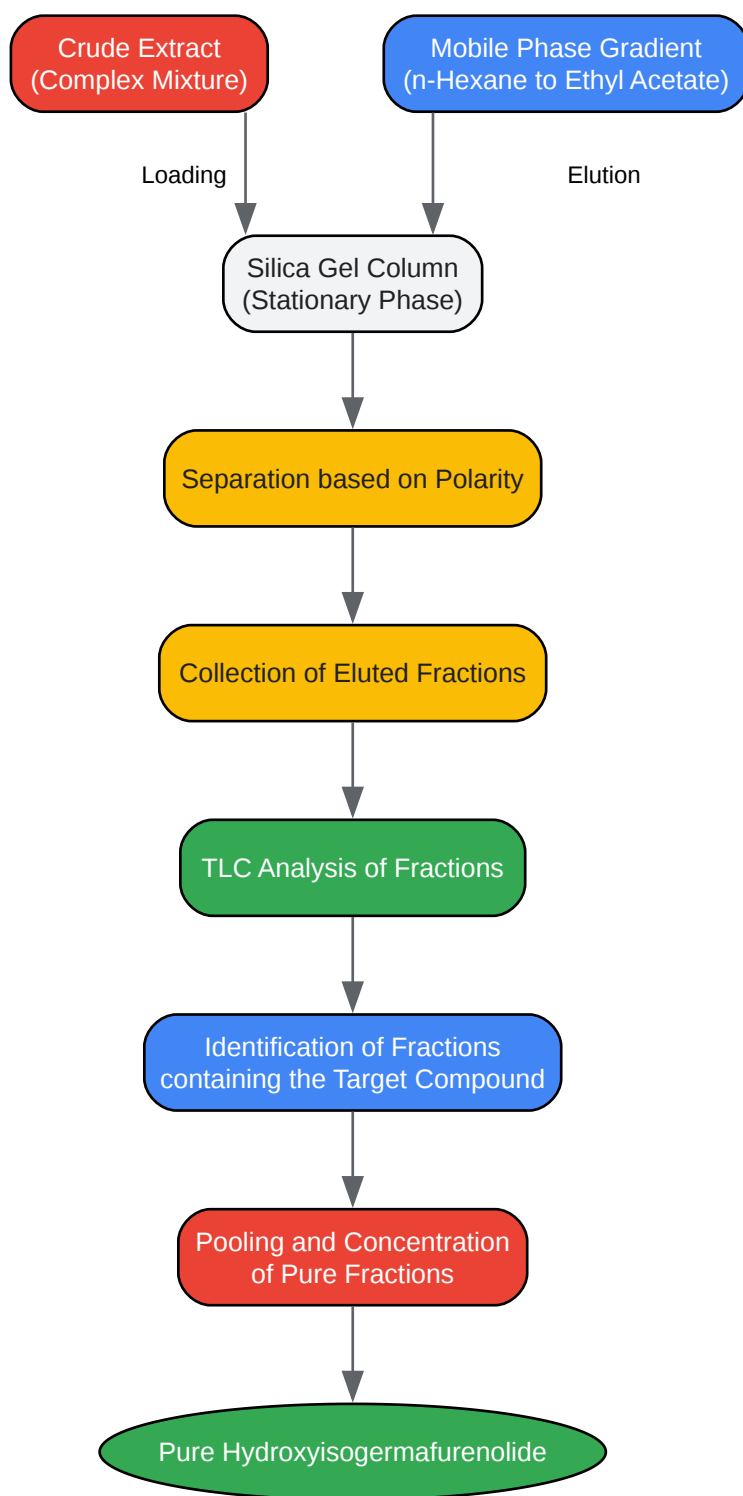 Crude Extract
(Complex Mixture)
Mobile Phase Gradient
(n-Hexane to Ethyl Acetate)
Loading
Elution
Silica Gel Column
(Stationary Phase)
Separation based on Polarity
Collection of Eluted Fractions
TLC Analysis of Fractions
Identification of Fractions
containing the Target Compound
Pooling and Concentration
of Pure Fractions
Pure Hydroxyisogermafurenolide